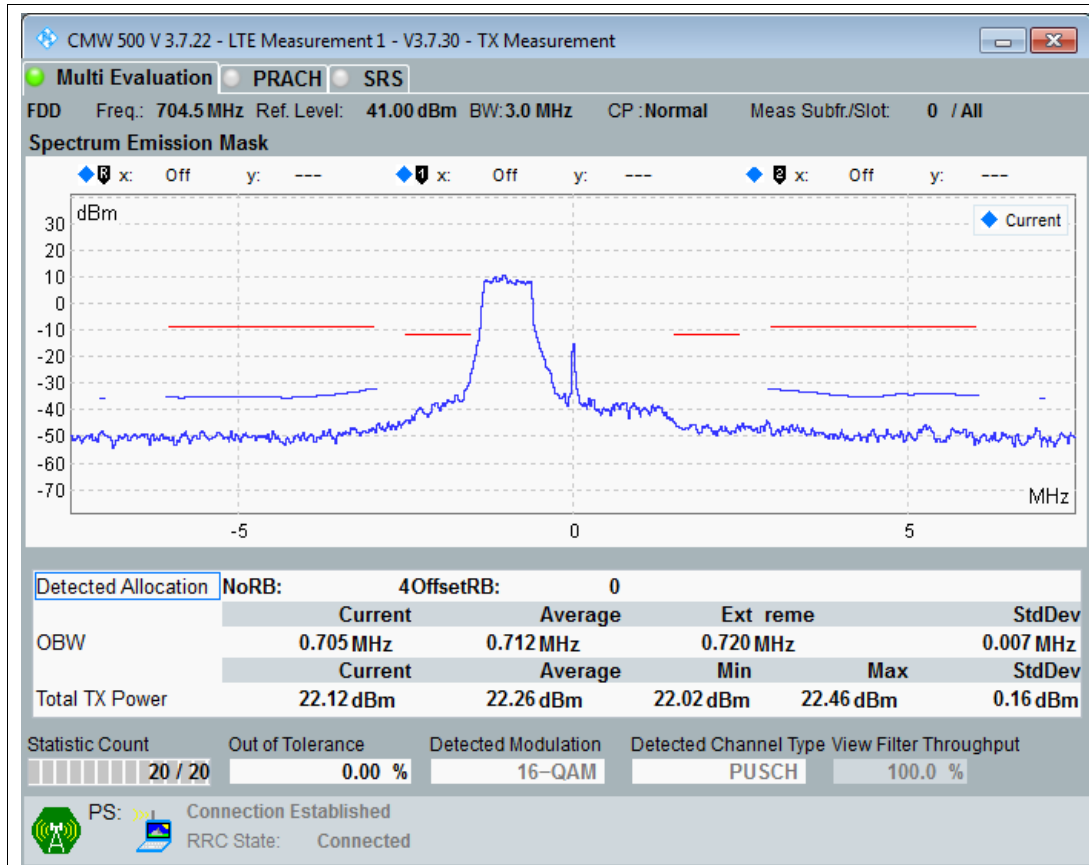 CMW 500 V 3.7.22 - LTE Measurement 1 - V3.7.30 - TX Measurement
Multi Evaluation PRACH SRS
FDD Freq.: 704.5 MHz Ref. Level: 41.00 dBm BW: 3.0 MHz CP : Normal Meas Subfr./Slot: 0 / All
Spectrum Emission Mask
R x: Off y: --- 1 x: Off y: --- 2 x: Off y: ---
dBm
Current
30
20
10
0
-10
-20
-30
-40
-50
-60
-70
MHz
-5 0 5
Detected Allocation NoRB: 4 OffsetRB: 0
Current Average Ext reme StdDev
OBW 0.705 MHz 0.712 MHz 0.720 MHz 0.007 MHz
Current Average Min Max StdDev
Total TX Power 22.12 dBm 22.26 dBm 22.02 dBm 22.46 dBm 0.16 dBm
Statistic Count Out of Tolerance Detected Modulation Detected Channel Type View Filter Throughput
20 / 20 0.00 % 16-QAM PUSCH 100.0 %
PS: Connection Established
RRC State: Connected